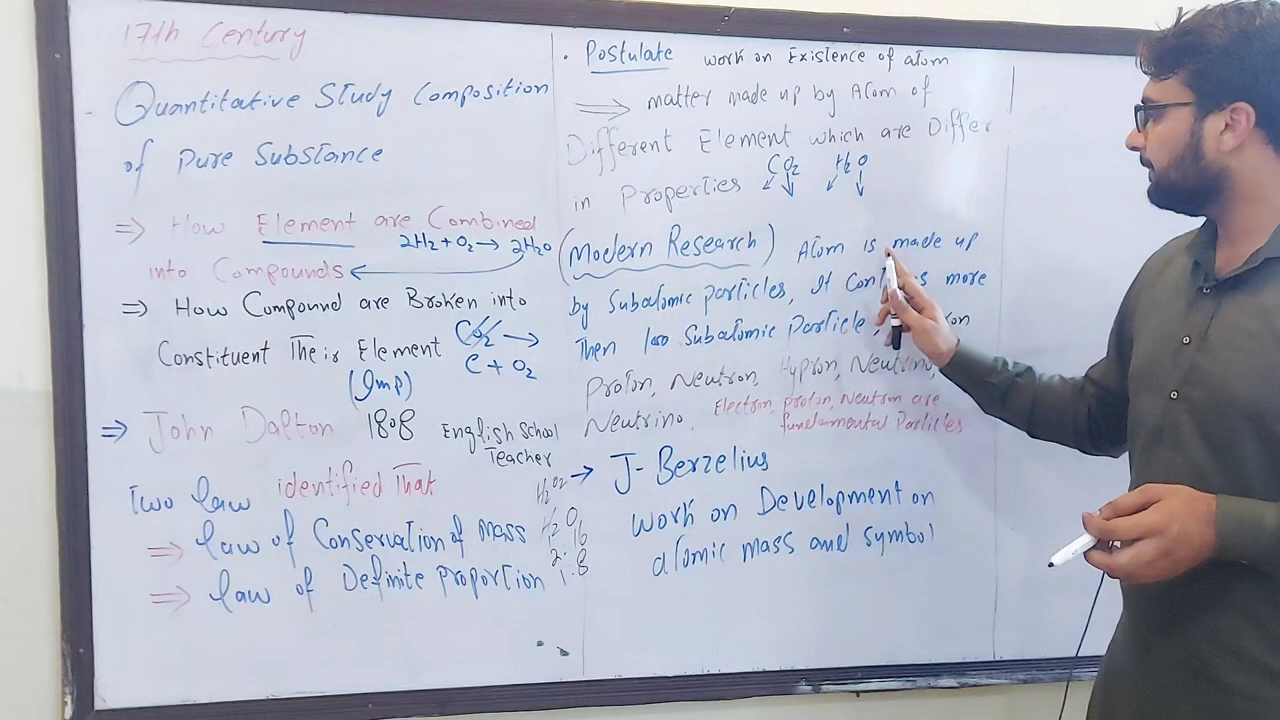 17th Century
Quantitative Study Composition
of Pure Substance
⇒ How Element are Combined
2H2 + O2 → 2H2O
into Compounds
⇒ How Compound are Broken into
Constituent Their Element
CO2 →
C + O2
(Imp)
⇒ John Dalton 1808 English School
Teacher
Two law identified That
⇒ law of Conservation of Mass
⇒ law of Definite Proportion
H2O2
H2O
2:16
1:8
. Postulate work on Existence of atom
⇒ matter made up by Atom of
Different Element which are Differ
in Properties
CO2 H2O
(Modern Research) Atom is made up
by Subatomic particles, It more
Then 100 Subatomic Particle
Proton, Neutron, Hypron, Neutrino,
Neutrino.
Electron, proton, Neutron are
fundammental Particles
→ J-Berzelius
work on Development on
atomic mass and symbol